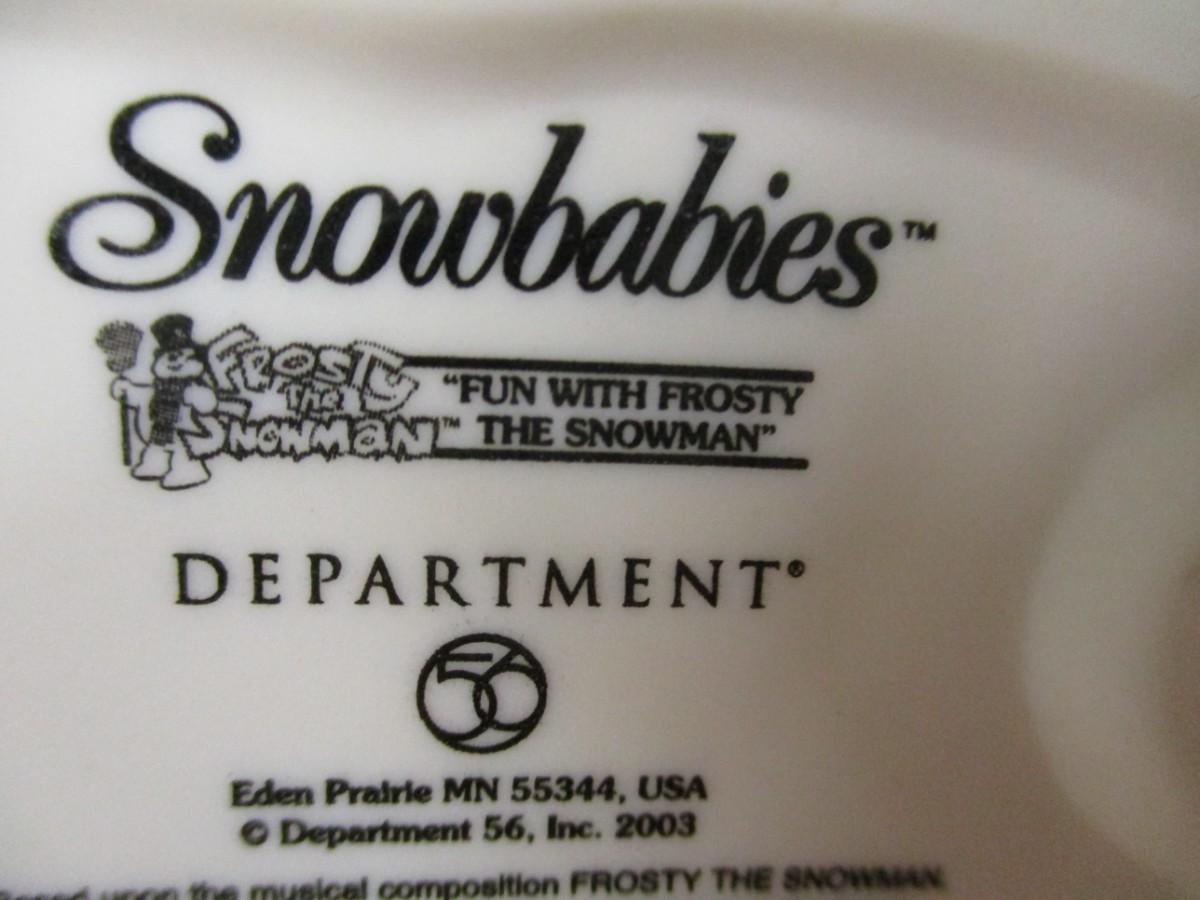 Snowbabies™
FROSTY
The
SNOWMAN™
"FUN WITH FROSTY
THE SNOWMAN"
DEPARTMENT®
56
Eden Prairie MN 55344, USA
© Department 56, Inc. 2003
Based upon the musical composition FROSTY THE SNOWMAN.